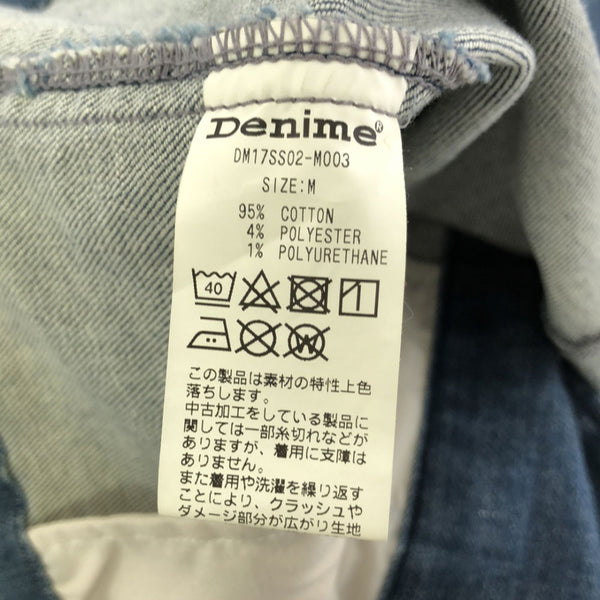 Denime®
DM17SS02-M003
SIZE:M
95% COTTON
4% POLYESTER
1% POLYURETHANE
40
W
この製品は素材の特性上色
落ちします。
中古加工をしている製品に
関しては一部糸切れなどが
ありますが、着用に支障は
ありません。
また着用や洗濯を繰り返す
ことにより、クラッシュや
ダメージ部分が広がり生地